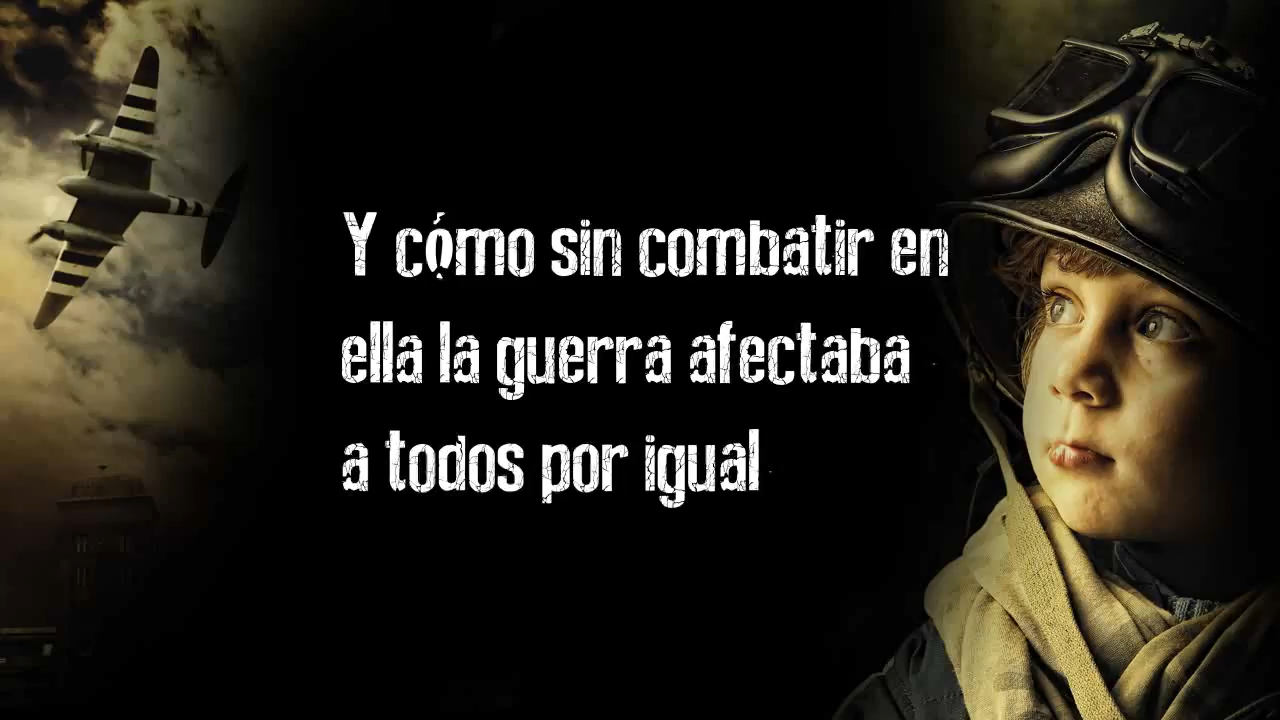 Y cómo sin combatir en
ella la guerra afectaba
a todos por igual